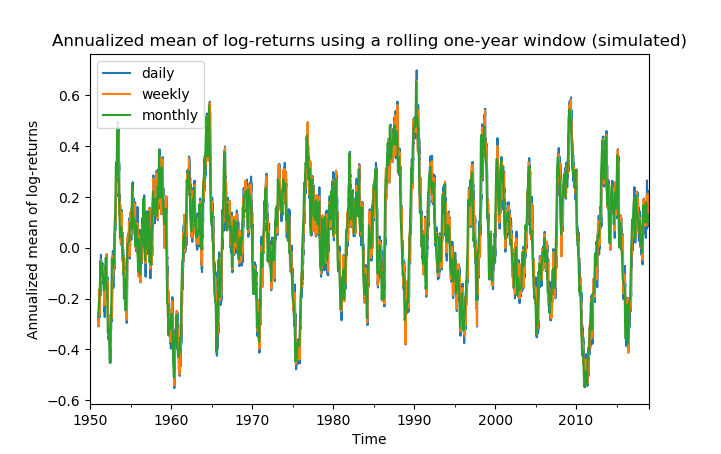 Annualized mean of log-returns using a rolling one-year window (simulated)
daily
weekly
monthly
Annualized mean of log-returns
0.6
0.4
0.2
0.0
−0.2
−0.4
−0.6
1950 1960 1970 1980 1990 2000 2010
Time